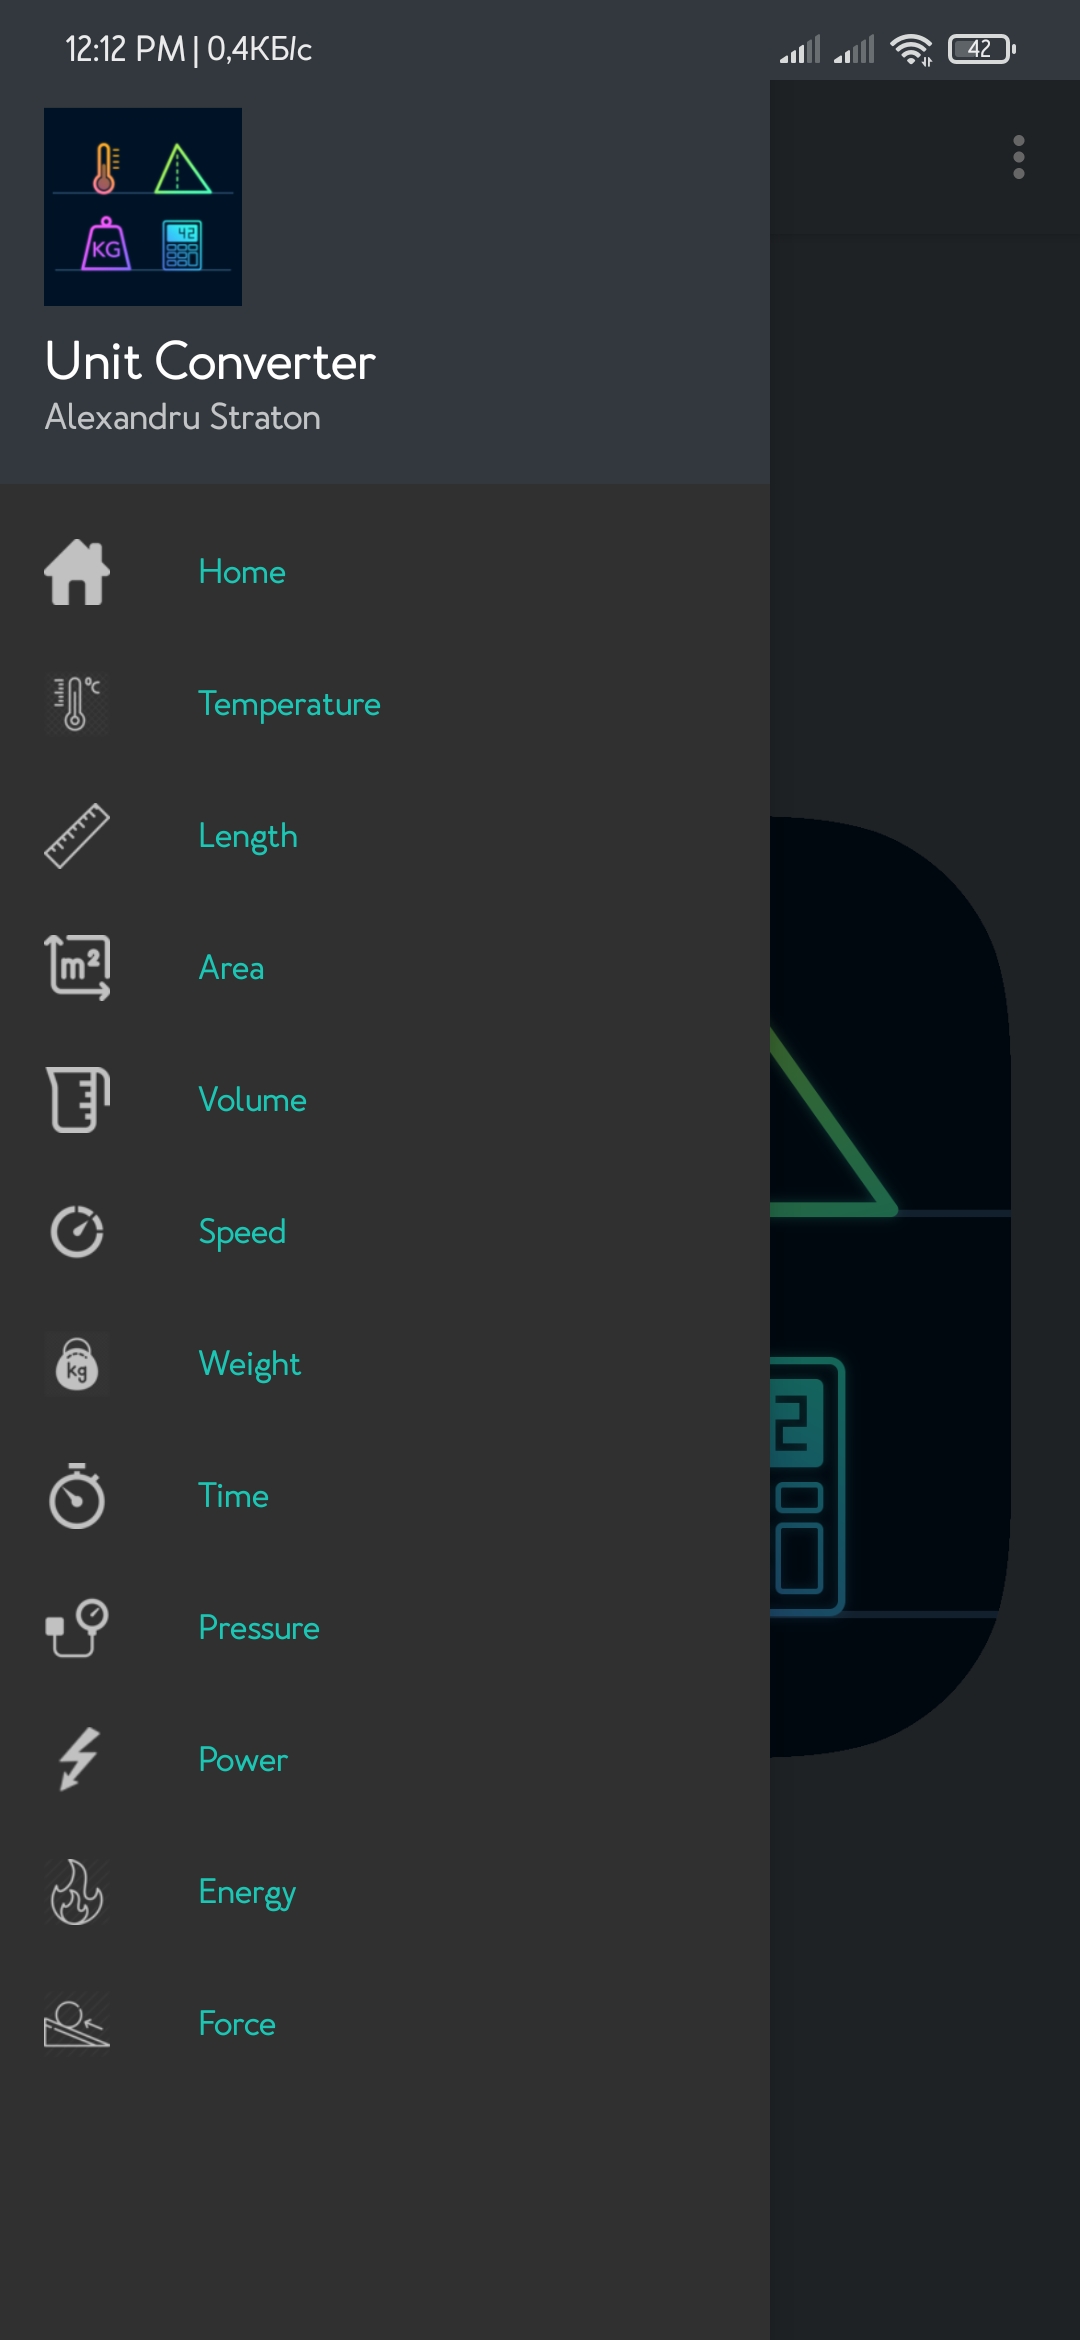 12:12 PM | 0,4КБ/с
42
42
KG
Unit Converter
Alexandru Straton
Home
°C
Temperature
Length
m²
Area
Volume
Speed
kg
Weight
2
Time
Pressure
Power
Energy
Force